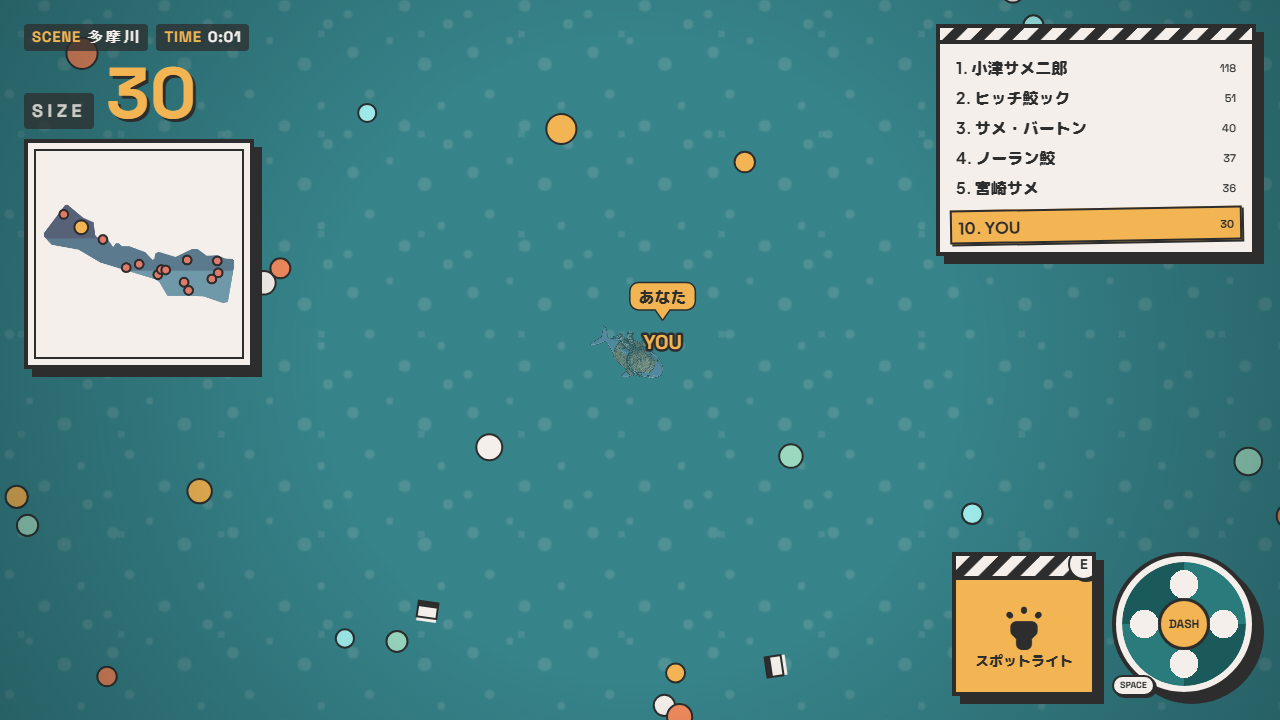 SCENE 多摩川 TIME 0:01
SIZE 30
1. 小津サメ二郎 118
2. ヒッチ鮫ック 51
3. サメ・バートン 40
4. ノーラン鮫 37
5. 宮崎サメ 36
10. YOU 30
あなた
YOU
E
スポットライト
DASH
SPACE